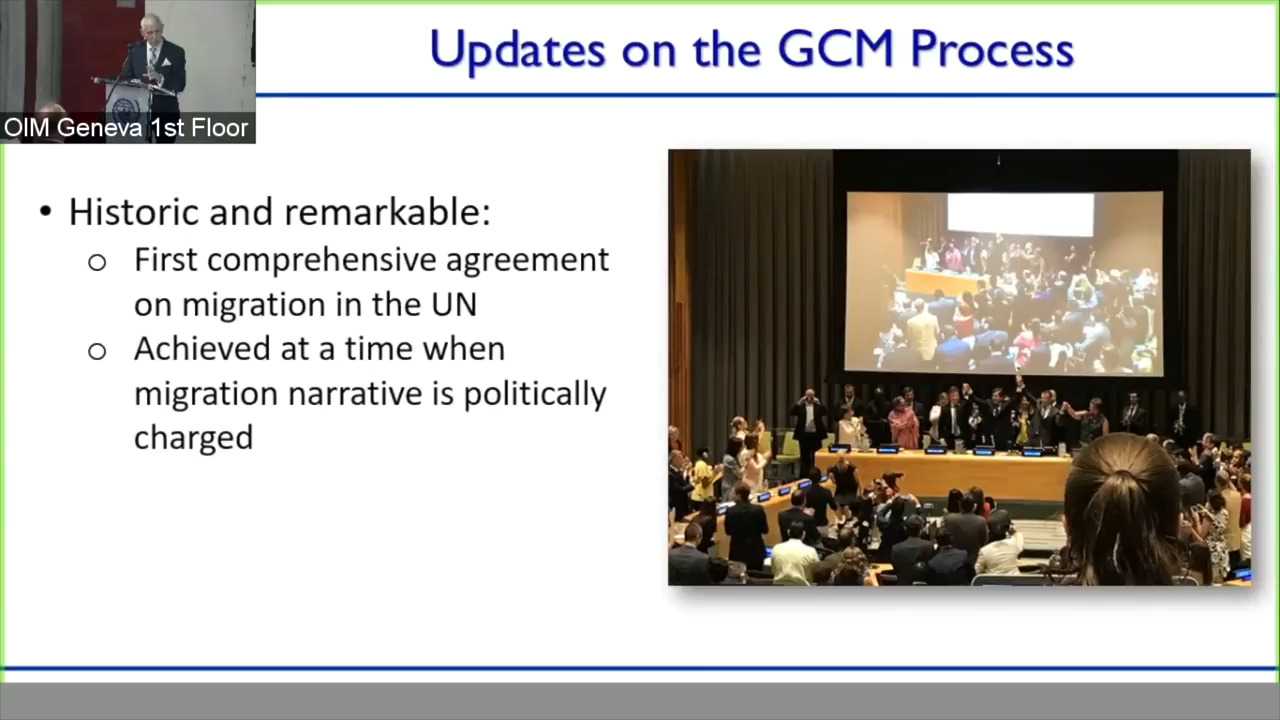 Updates on the GCM Process
OIM Geneva 1st Floor
• Historic and remarkable:
o First comprehensive agreement
on migration in the UN
o Achieved at a time when
migration narrative is politically
charged